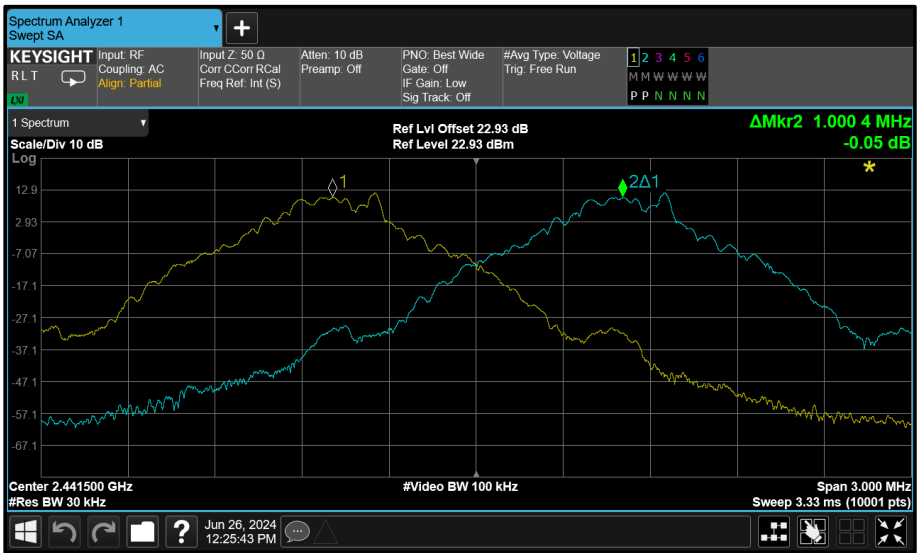 Spectrum Analyzer 1
Swept SA
+
KEYSIGHT
RLT
LXI
Input: RF
Coupling: AC
Align: Partial
Input Z: 50 Ω
Corr CCorr RCal
Freq Ref: Int (S)
Atten: 10 dB
Preamp: Off
PNO: Best Wide
Gate: Off
IF Gain: Low
Sig Track: Off
#Avg Type: Voltage
Trig: Free Run
1 2 3 4 5 6
M M W W W W
P P N N N N
1 Spectrum
Scale/Div 10 dB
Ref Lvl Offset 22.93 dB
Ref Level 22.93 dBm
ΔMkr2 1.000 4 MHz
-0.05 dB
Log
*
1
2Δ1
12.9
2.93
-7.07
-17.1
-27.1
-37.1
-47.1
-57.1
-67.1
Center 2.441500 GHz
#Video BW 100 kHz
Span 3.000 MHz
#Res BW 30 kHz
Sweep 3.33 ms (10001 pts)
?
Jun 26, 2024
12:25:43 PM